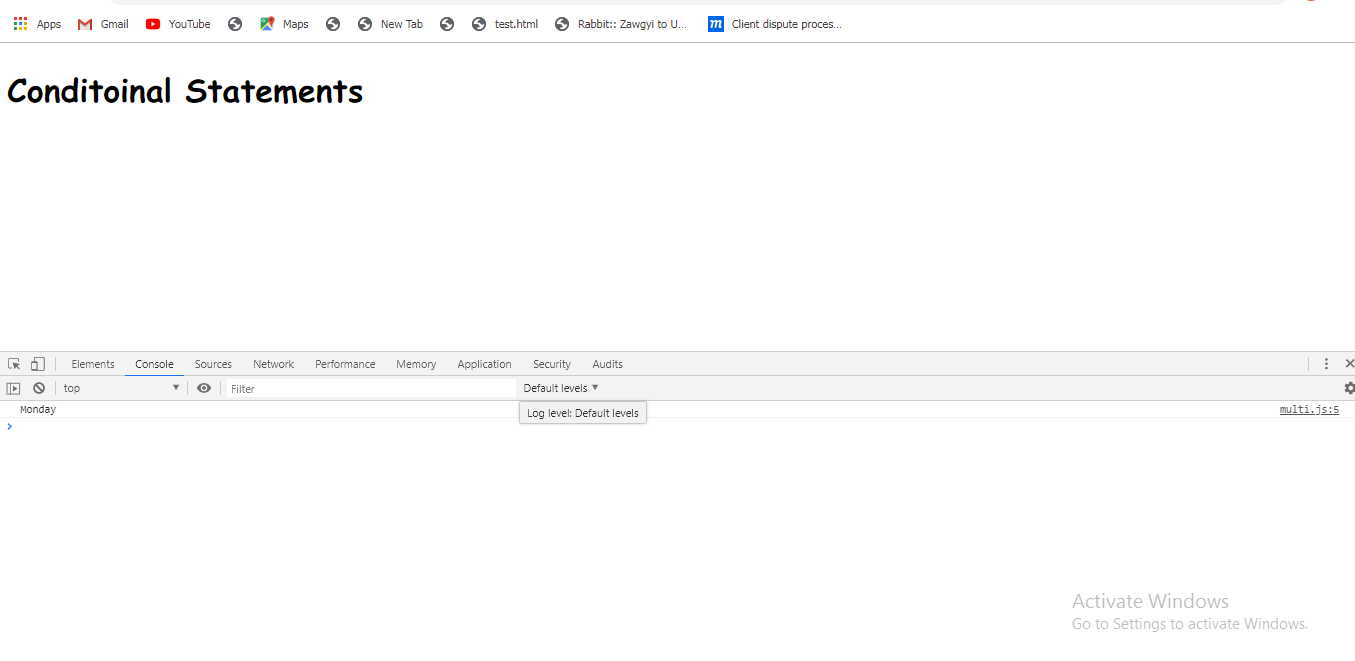 Apps Gmail YouTube Maps New Tab test.html Rabbit:: Zawgyi to U... m Client dispute proces...
Conditoinal Statements
Elements Console Sources Network Performance Memory Application Security Audits
top ▼ Filter Default levels ▼
Monday multi.js:5
Log level: Default levels
>
Activate Windows
Go to Settings to activate Windows.